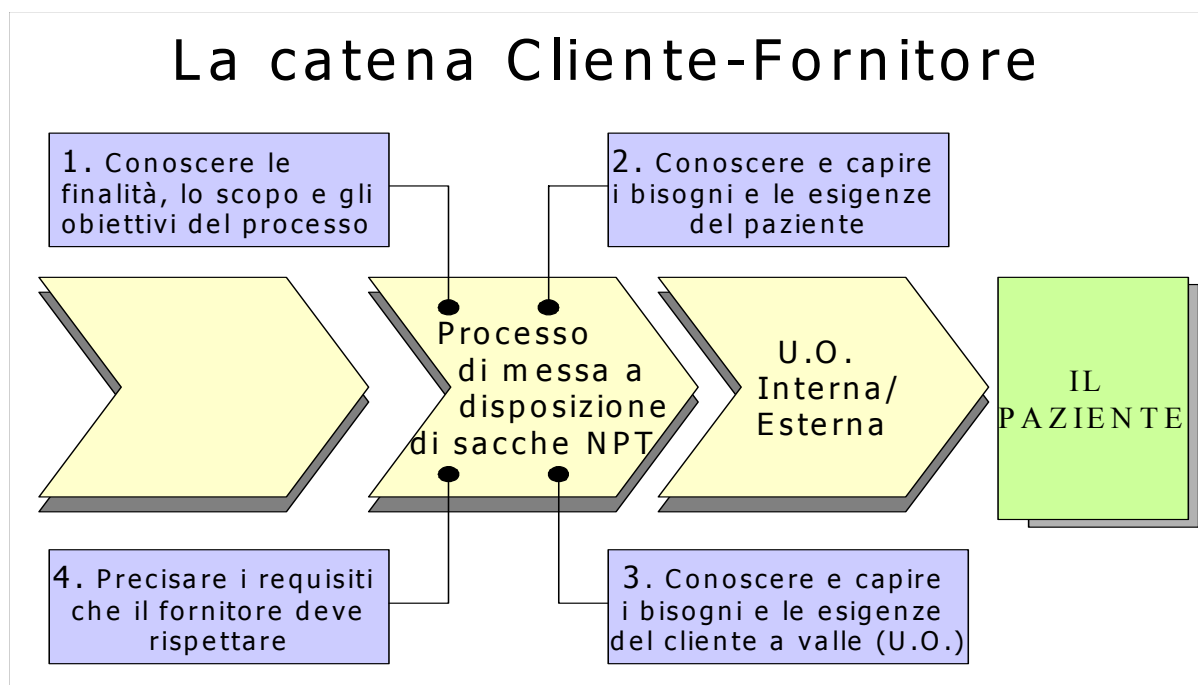 La catena Cliente-Fornitore
1. Conoscere le
finalità, lo scopo e gli
obiettivi del processo
2. Conoscere e capire
i bisogni e le esigenze
del paziente
Processo
di messa a
disposizione
di sacche NPT
U.O.
Interna/
Esterna
IL
PAZIENTE
4. Precisare i requisiti
che il fornitore deve
rispettare
3. Conoscere e capire
i bisogni e le esigenze
del cliente a valle (U.O.)